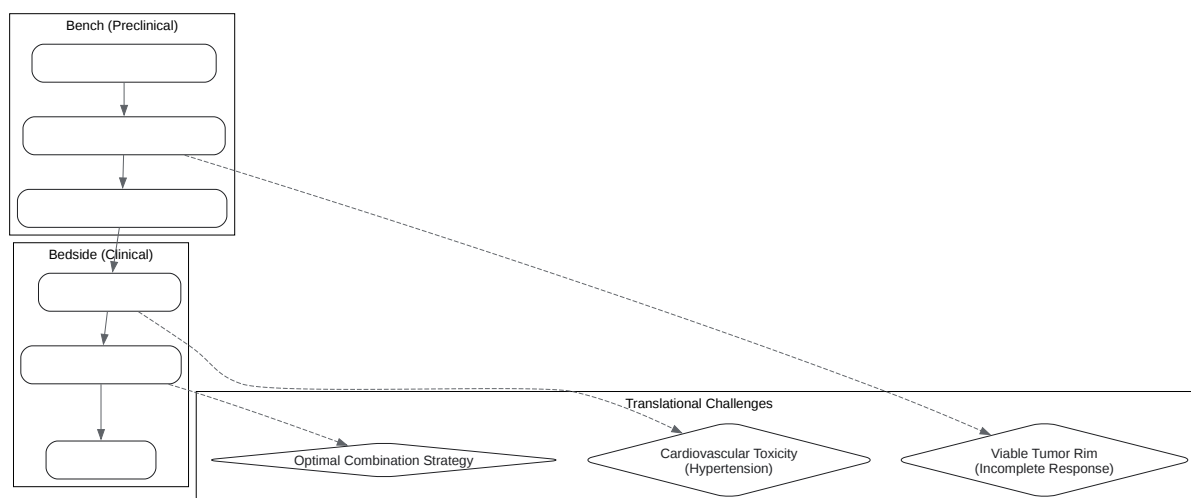 Bench (Preclinical)
Bedside (Clinical)
Translational Challenges
Optimal Combination Strategy
Cardiovascular Toxicity
(Hypertension)
Viable Tumor Rim
(Incomplete Response)